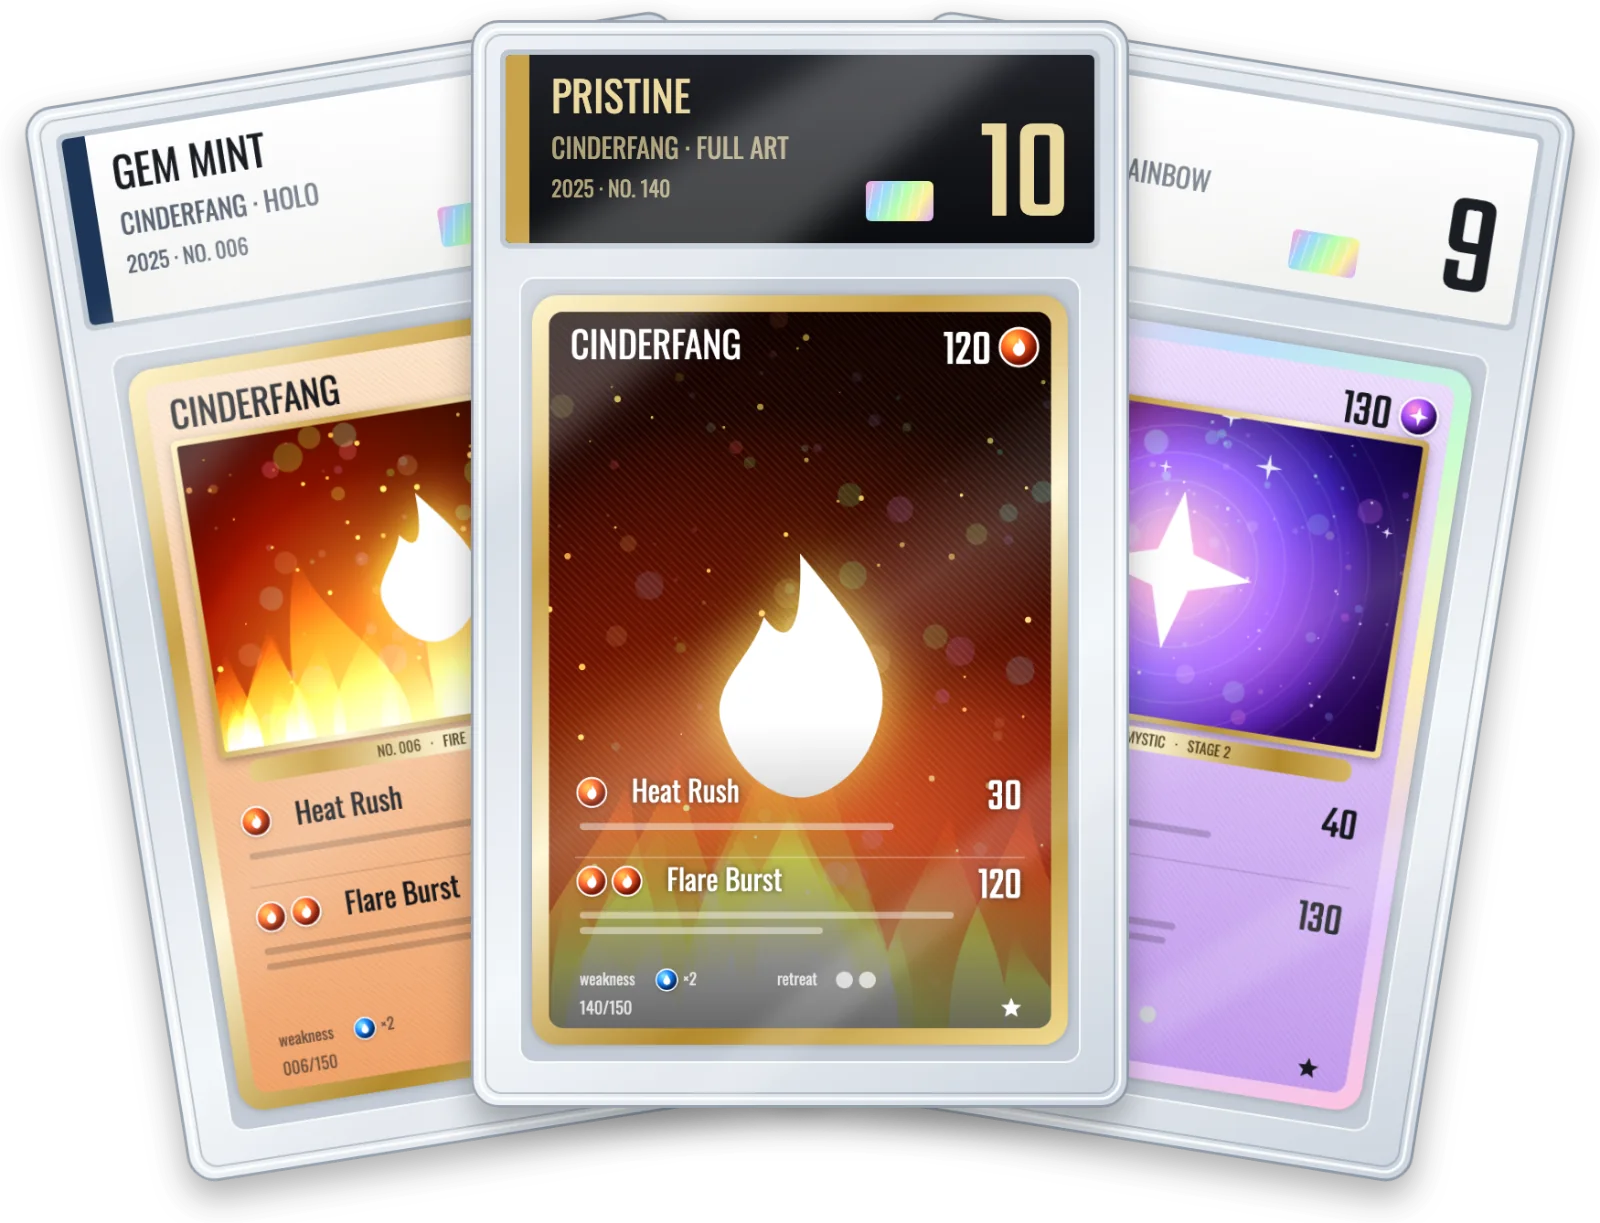 GEM MINT
CINDERFANG · HOLO
2025 · NO. 006
CINDERFANG
NO. 006 · FIRE
Heat Rush
Flare Burst
weakness ×2
006/150
PRISTINE
CINDERFANG · FULL ART
2025 · NO. 140
10
CINDERFANG 120
Heat Rush 30
Flare Burst 120
weakness ×2 retreat
140/150
AINBOW
9
130
MYSTIC · STAGE 2
40
130